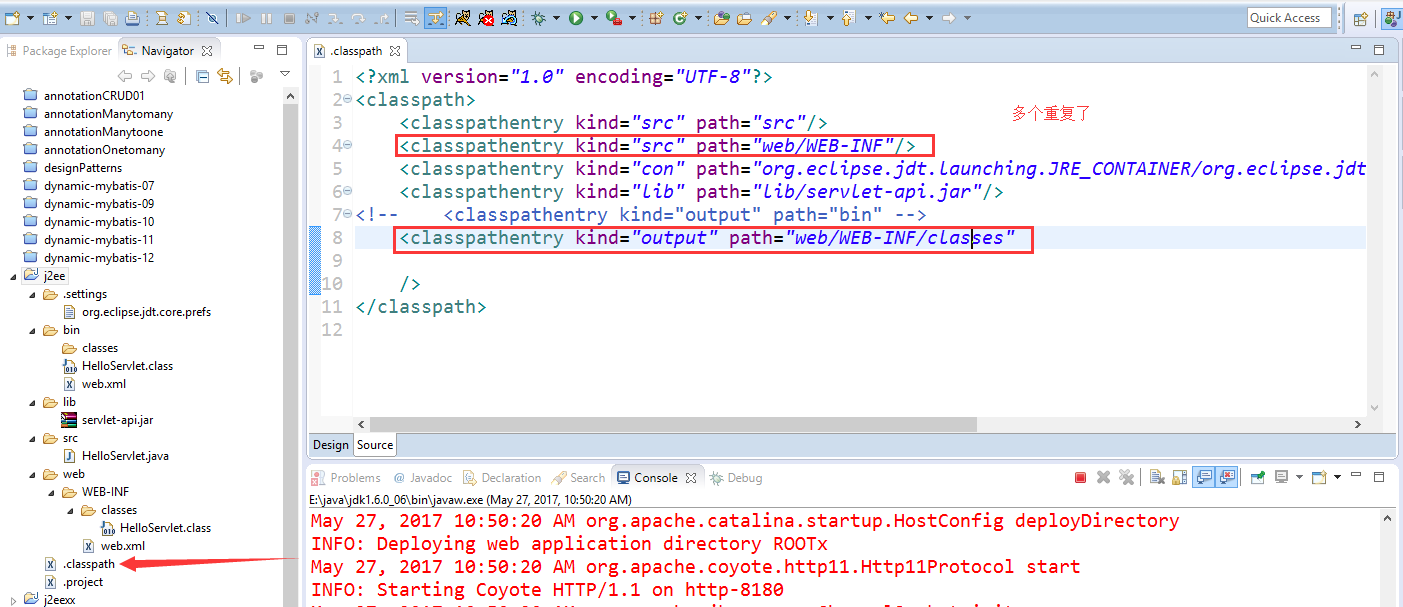 Quick Access
Package Explorer
Navigator
annotationCRUD01
annotationManytomany
annotationManytoone
annotationOnetomany
designPatterns
dynamic-mybatis-07
dynamic-mybatis-09
dynamic-mybatis-10
dynamic-mybatis-11
dynamic-mybatis-12
j2ee
.settings
org.eclipse.jdt.core.prefs
bin
classes
HelloServlet.class
web.xml
lib
servlet-api.jar
src
HelloServlet.java
web
WEB-INF
classes
HelloServlet.class
web.xml
.classpath
.project
j2eexx
.classpath
1 <?xml version="1.0" encoding="UTF-8"?>
2 <classpath>
多个重复了
3 <classpathentry kind="src" path="src"/>
4 <classpathentry kind="src" path="web/WEB-INF"/>
5 <classpathentry kind="con" path="org.eclipse.jdt.launching.JRE_CONTAINER/org.eclipse.jdt
6 <classpathentry kind="lib" path="lib/servlet-api.jar"/>
7 <!-- <classpathentry kind="output" path="bin" -->
8 <classpathentry kind="output" path="web/WEB-INF/classes"
9
10 />
11 </classpath>
12
Design Source
Problems @ Javadoc Declaration Search Console Debug
E:\java\jdk1.6.0_06\bin\javaw.exe (May 27, 2017, 10:50:20 AM)
May 27, 2017 10:50:20 AM org.apache.catalina.startup.HostConfig deployDirectory
INFO: Deploying web application directory ROOTx
May 27, 2017 10:50:20 AM org.apache.coyote.http11.Http11Protocol start
INFO: Starting Coyote HTTP/1.1 on http-8180